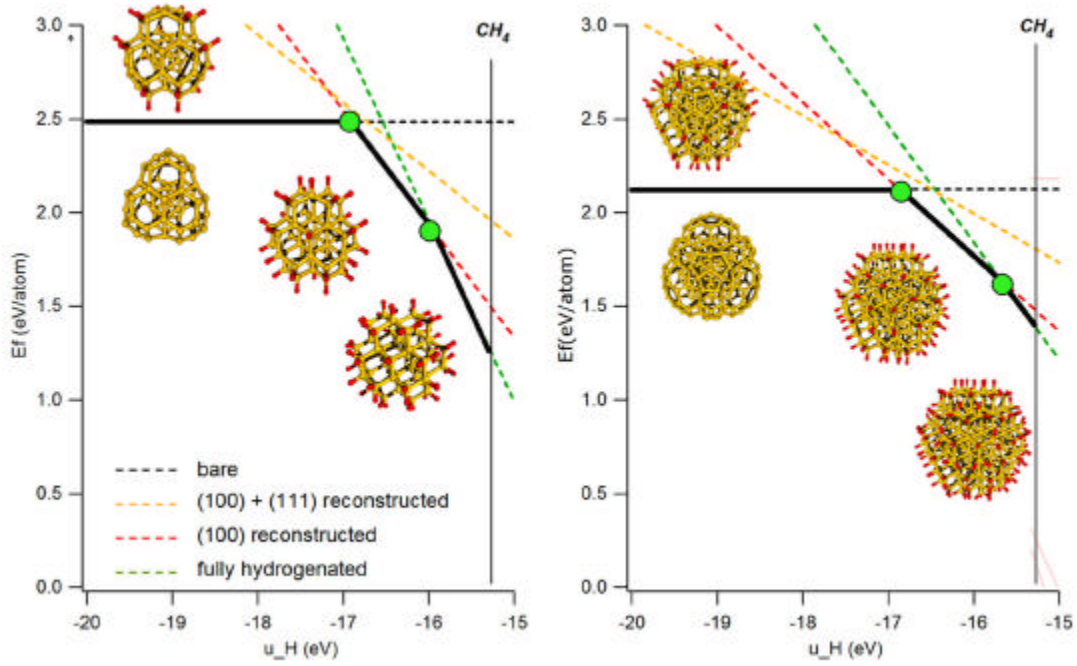 3.0
2.5
2.0
1.5
1.0
0.5
0.0
Ef (eV/atom)
CH4
bare
(100) + (111) reconstructed
(100) reconstructed
fully hydrogenated
-20
-19
-18
-17
-16
-15
u_H (eV)
3.0
2.5
2.0
1.5
1.0
0.5
0.0
Ef(eV/atom)
CH4
-20
-19
-18
-17
-16
-15
u_H (eV)